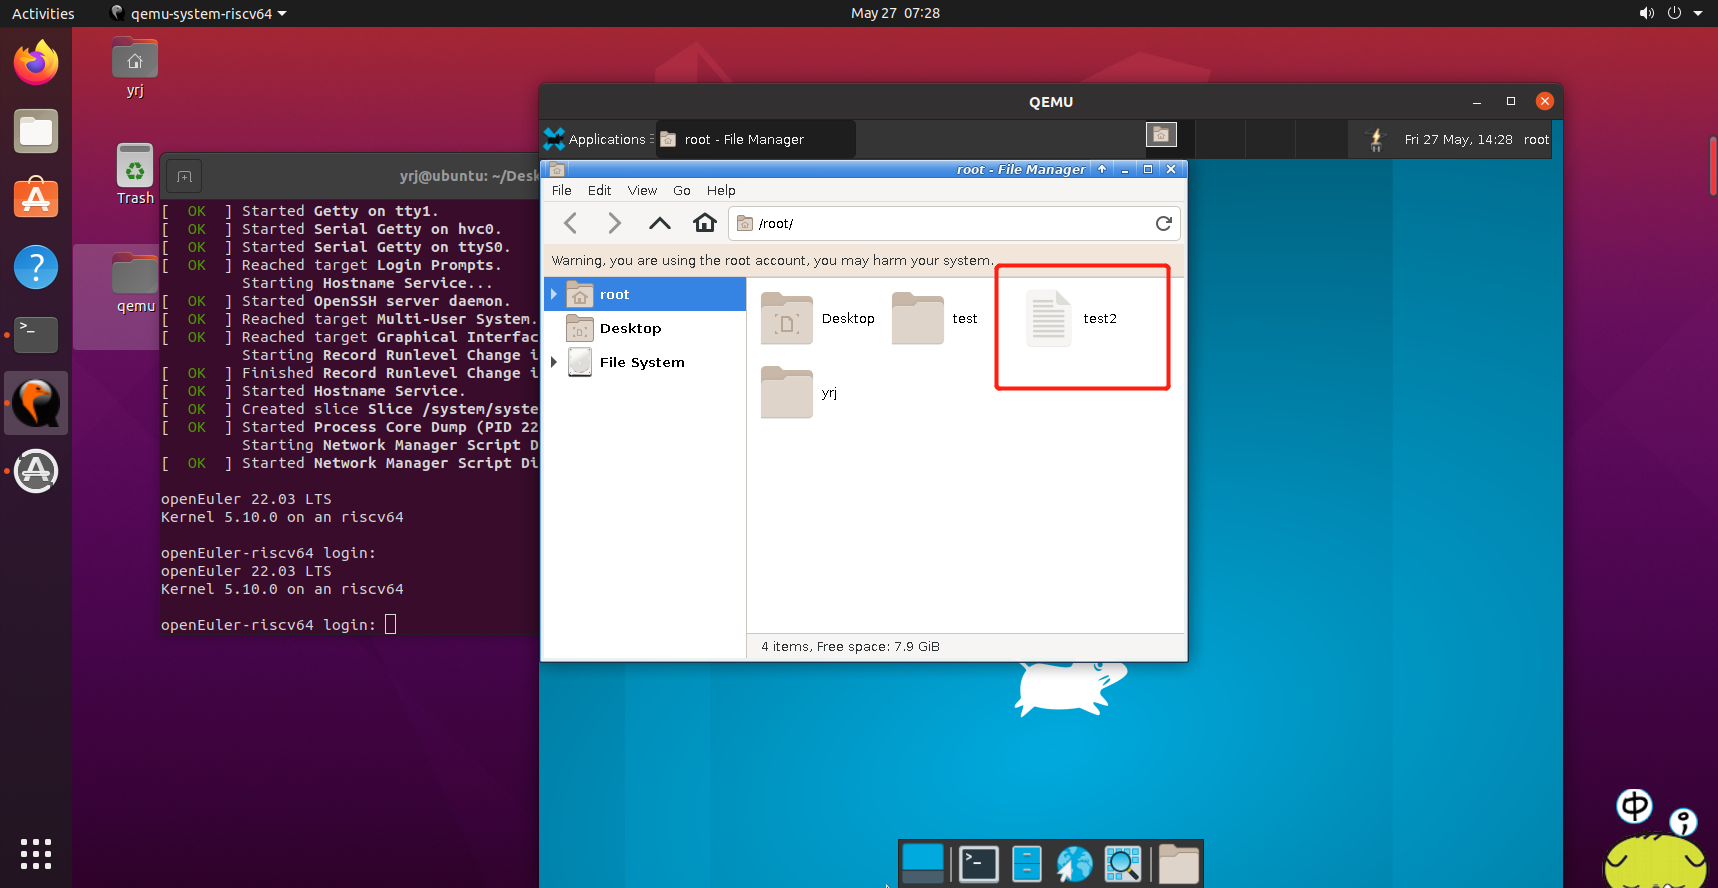 Activities
qemu-system-riscv64
May 27 07:28
yrj
Trash
qemu
yrj@ubuntu: ~/Desk
[  OK  ] Started Getty on tty1.
[  OK  ] Started Serial Getty on hvc0.
[  OK  ] Started Serial Getty on ttyS0.
[  OK  ] Reached target Login Prompts.
Starting Hostname Service...
[  OK  ] Started OpenSSH server daemon.
[  OK  ] Reached target Multi-User System.
[  OK  ] Reached target Graphical Interfac
Starting Record Runlevel Change i
[  OK  ] Finished Record Runlevel Change i
[  OK  ] Started Hostname Service.
[  OK  ] Created slice Slice /system/syste
[  OK  ] Started Process Core Dump (PID 22
Starting Network Manager Script D
[  OK  ] Started Network Manager Script Di
openEuler 22.03 LTS
Kernel 5.10.0 on an riscv64
openEuler-riscv64 login:
openEuler 22.03 LTS
Kernel 5.10.0 on an riscv64
openEuler-riscv64 login:
QEMU
Applications
root - File Manager
Fri 27 May, 14:28
root
root - File Manager
File Edit View Go Help
/root/
Warning, you are using the root account, you may harm your system.
root
Desktop
File System
Desktop
test
test2
yrj
4 items, Free space: 7.9 GiB
中
;